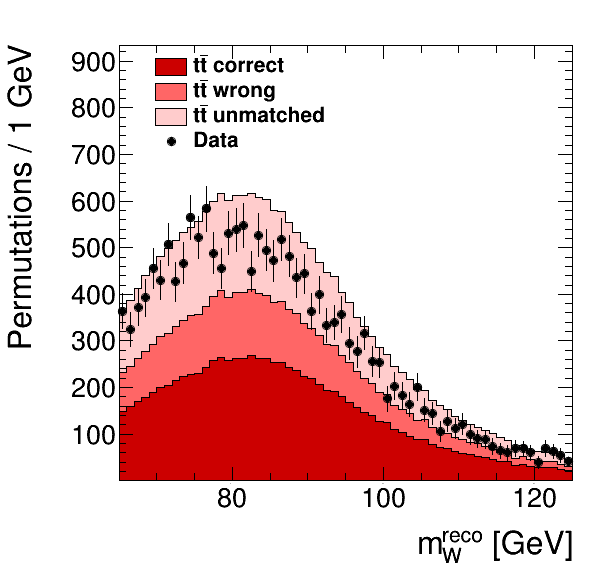 Permutations / 1 GeV
900
800
700
600
500
400
300
200
100
tt̄ correct
tt̄ wrong
tt̄ unmatched
Data
80 100 120
m_W^reco [GeV]